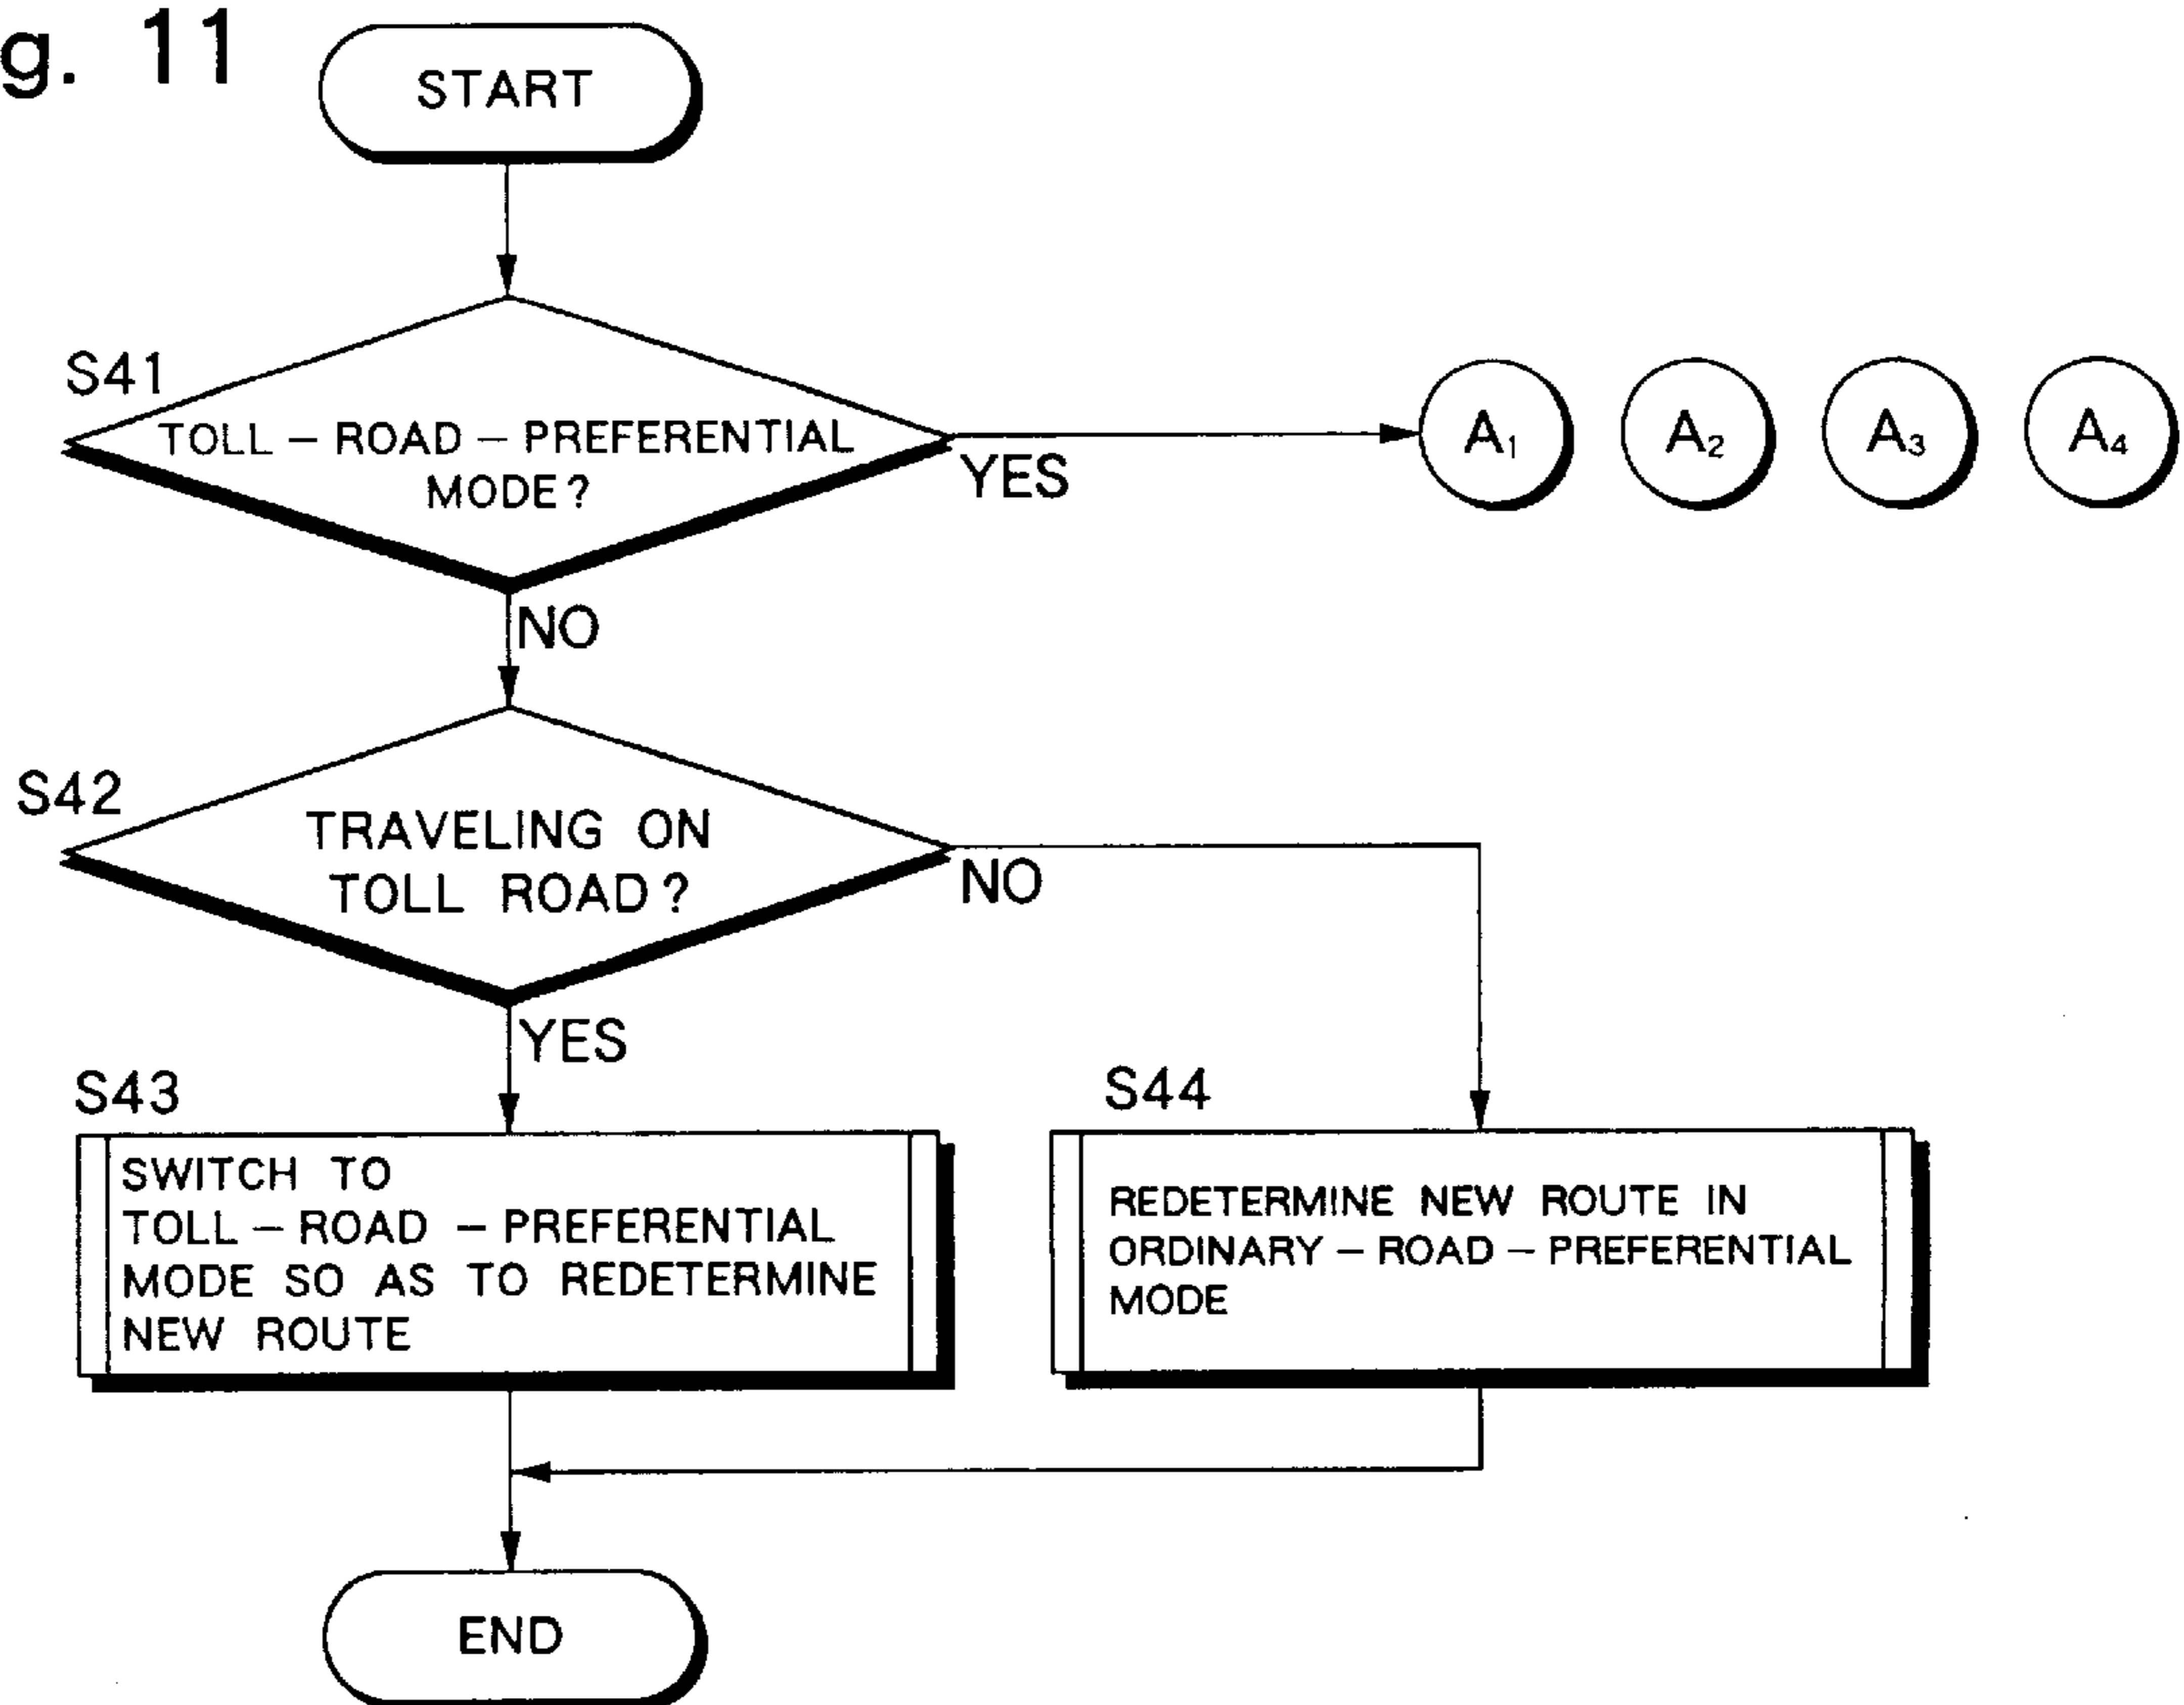 g. 11
START
S41
TOLL – ROAD – PREFERENTIAL
MODE?
YES
A1
A2
A3
A4
NO
S42
TRAVELING ON
TOLL ROAD?
NO
YES
S43
SWITCH TO
TOLL – ROAD – PREFERENTIAL
MODE SO AS TO REDETERMINE
NEW ROUTE
S44
REDETERMINE NEW ROUTE IN
ORDINARY – ROAD – PREFERENTIAL
MODE
END